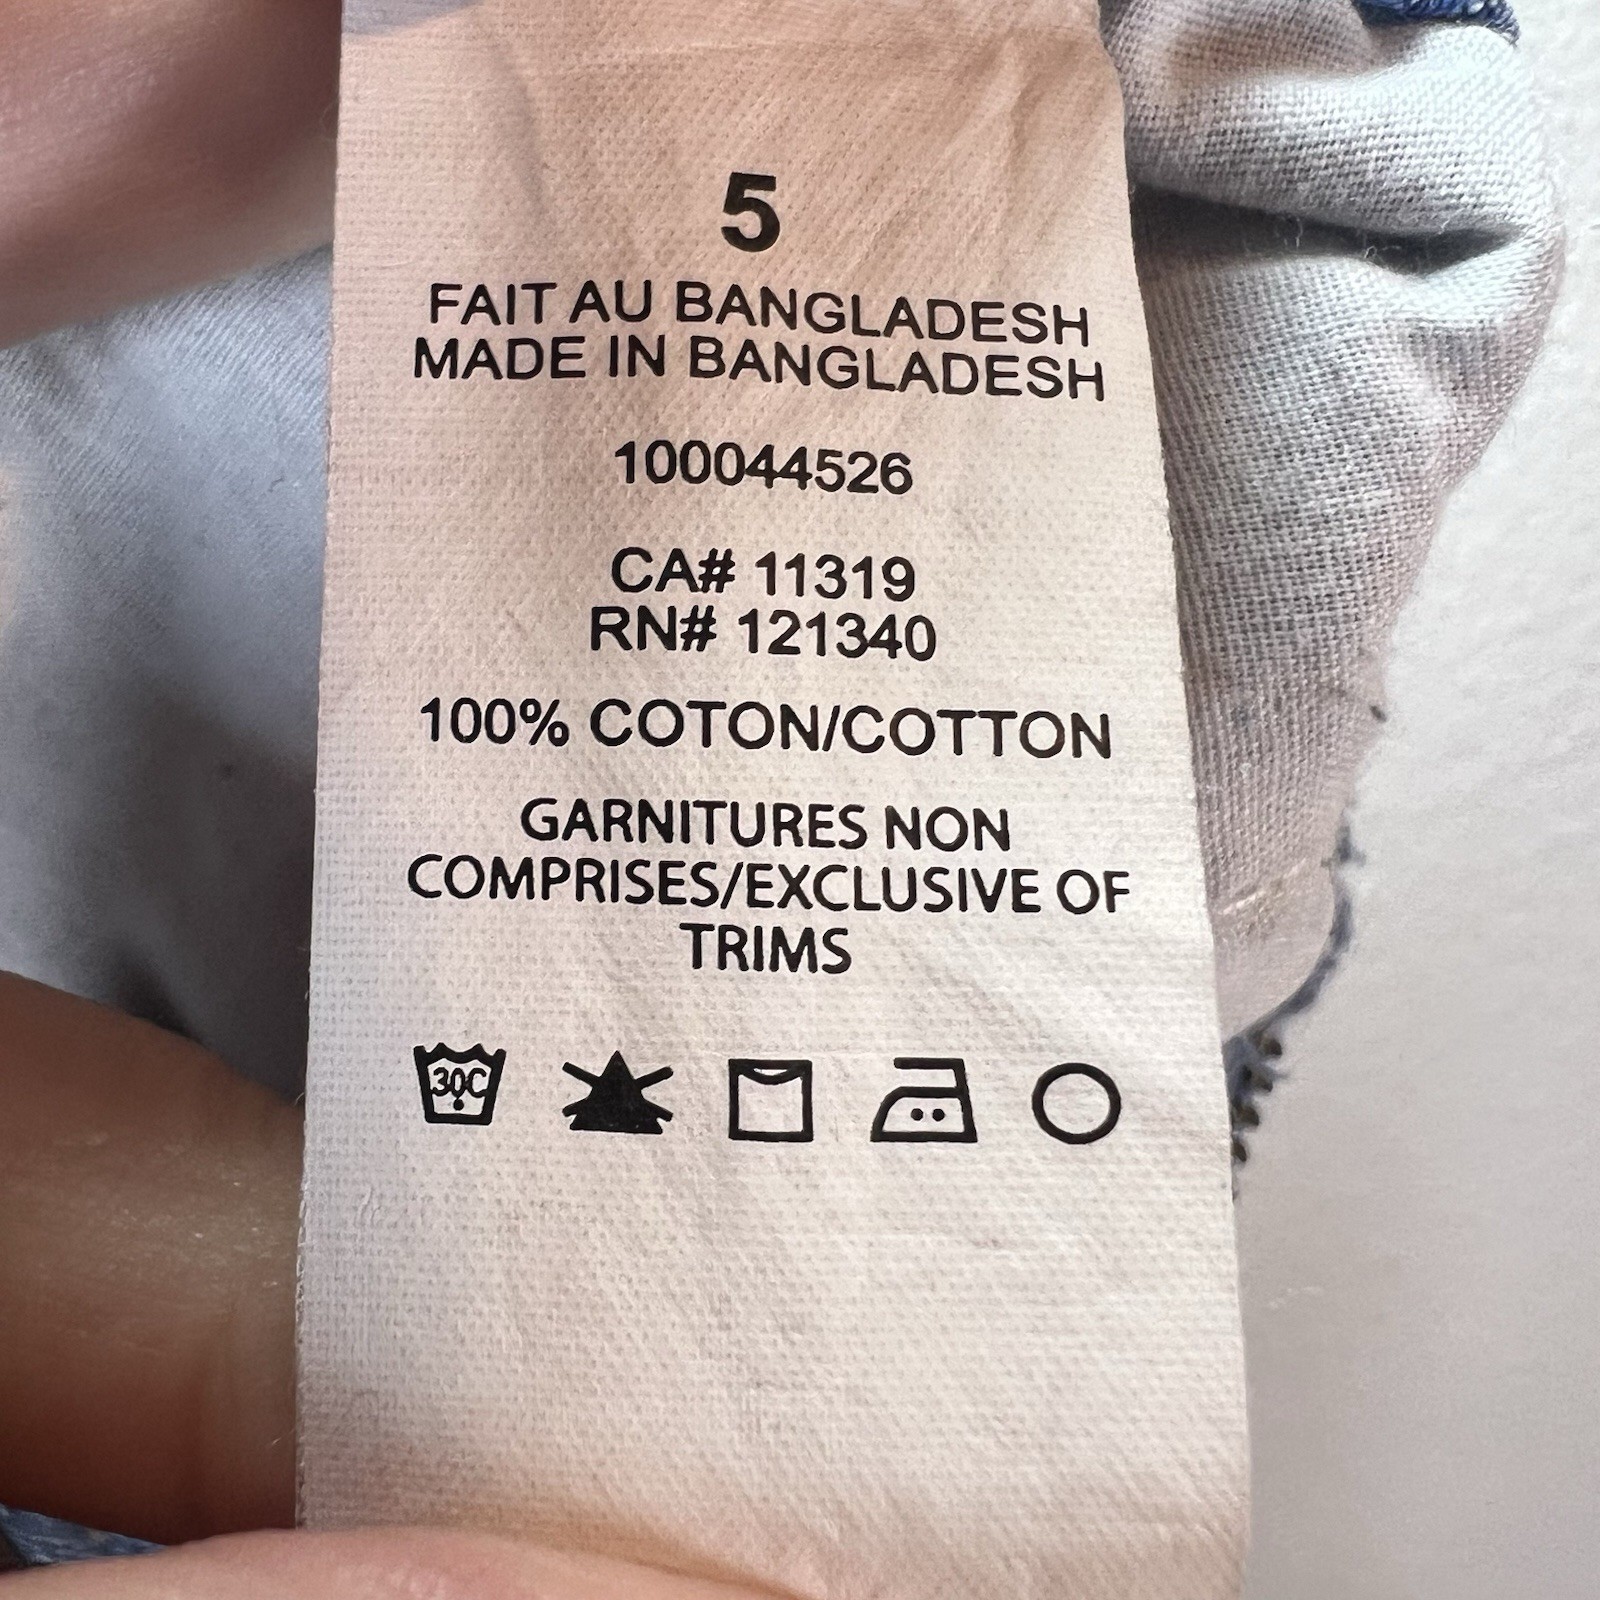 5
FAIT AU BANGLADESH
MADE IN BANGLADESH
100044526
CA# 11319
RN# 121340
100% COTON/COTTON
GARNITURES NON
COMPRISES/EXCLUSIVE OF
TRIMS
30C